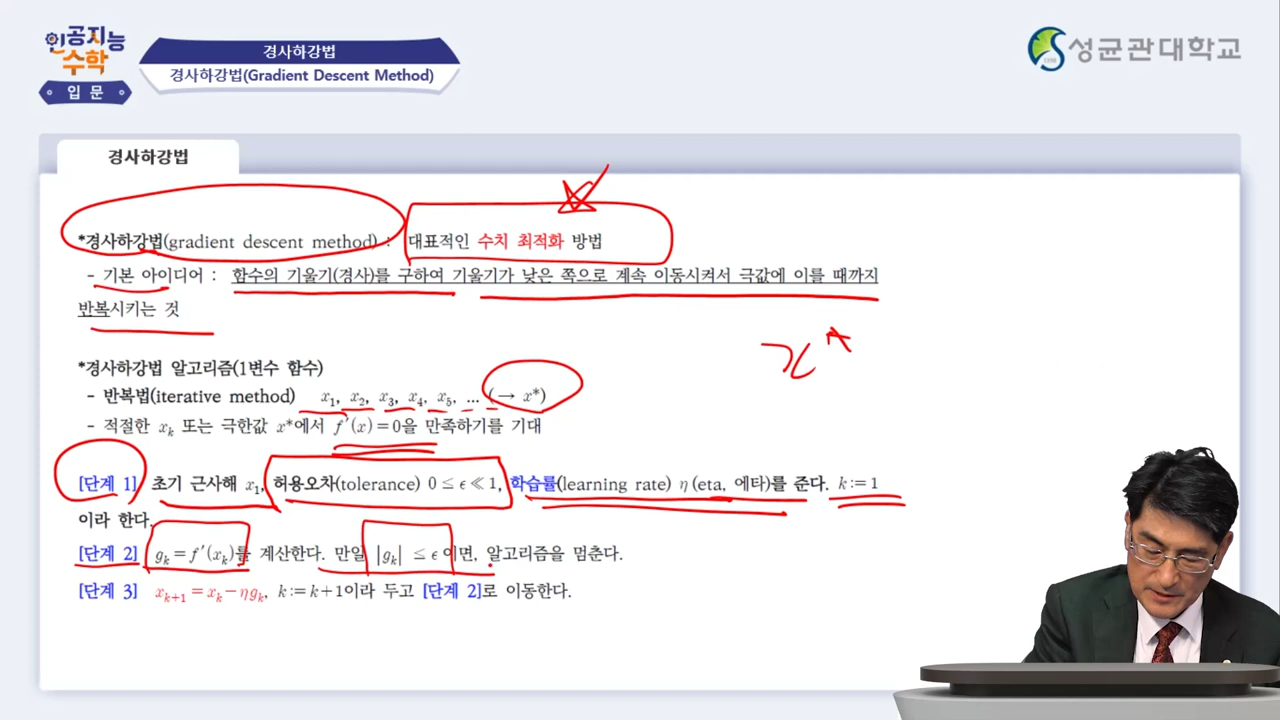 인공지능
수학
입문
경사하강법
경사하강법(Gradient Descent Method)
성균관대학교
경사하강법
*경사하강법(gradient descent method) : 대표적인 수치 최적화 방법
- 기본 아이디어 : 함수의 기울기(경사)를 구하여 기울기가 낮은 쪽으로 계속 이동시켜서 극값에 이를 때까지
반복시키는 것
x*
*경사하강법 알고리즘(1변수 함수)
- 반복법(iterative method) x₁, x₂, x₃, x₄, x₅, … (→ x*)
- 적절한 xₖ 또는 극한값 x*에서 f′(x)=0을 만족하기를 기대
[단계 1] 초기 근사해 x₁, 허용오차(tolerance) 0 ≤ ϵ ≪ 1, 학습률(learning rate) η (eta, 에타)를 준다. k := 1
이라 한다.
[단계 2] gₖ = f′(xₖ)를 계산한다. 만일 |gₖ| ≤ ϵ 이면, 알고리즘을 멈춘다.
[단계 3] xₖ₊₁ = xₖ − ηgₖ, k := k+1이라 두고 [단계 2]로 이동한다.